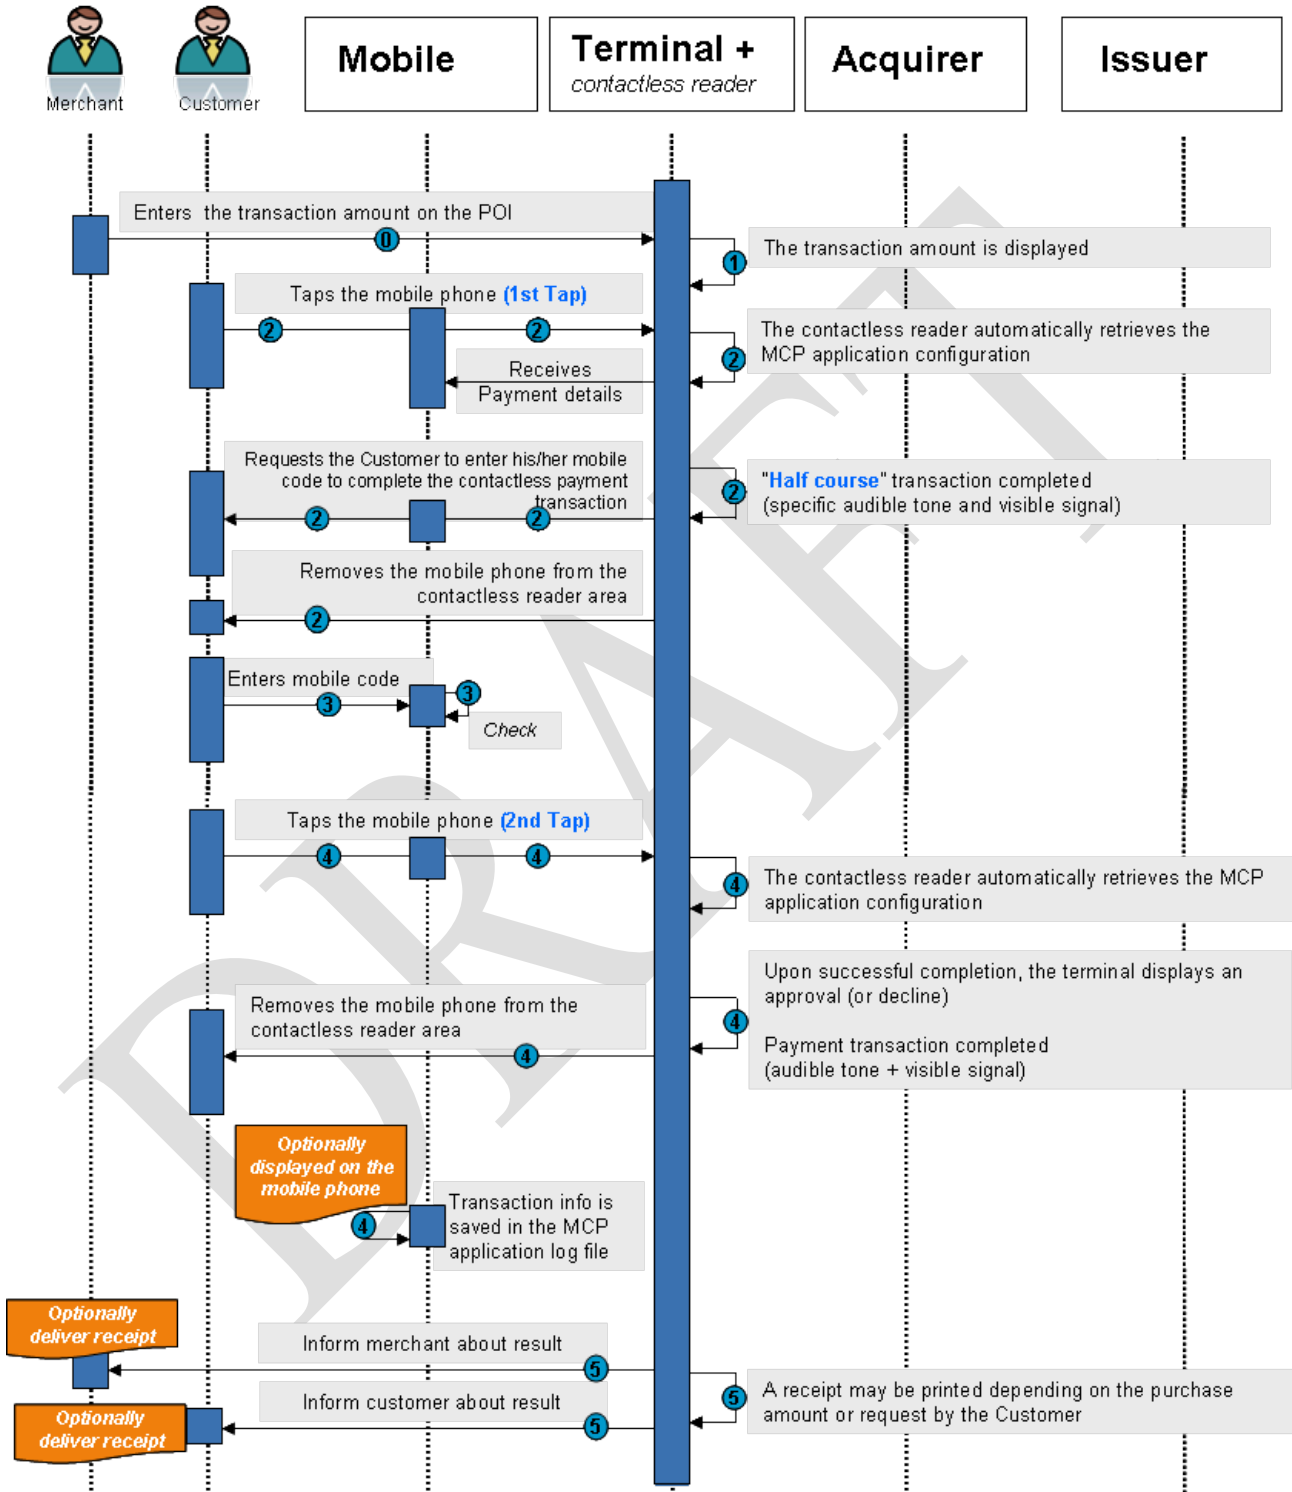 Merchant
Customer
Mobile
Terminal +
contactless reader
Acquirer
Issuer
Enters the transaction amount on the POI
0
1
The transaction amount is displayed
Taps the mobile phone (1st Tap)
2
2
The contactless reader automatically retrieves the
MCP application configuration
2
Receives
Payment details
Requests the Customer to enter his/her mobile
code to complete the contactless payment
transaction
2
2
"Half course" transaction completed
(specific audible tone and visible signal)
2
Removes the mobile phone from the
contactless reader area
2
Enters mobile code
3
3
Check
Taps the mobile phone (2nd Tap)
4
4
The contactless reader automatically retrieves the MCP
application configuration
4
Upon successful completion, the terminal displays an
approval (or decline)
Payment transaction completed
(audible tone + visible signal)
4
Removes the mobile phone from the
contactless reader area
4
Optionally
displayed on the
mobile phone
4
Transaction info is
saved in the MCP
application log file
Optionally
deliver receipt
Inform merchant about result
5
Optionally
deliver receipt
Inform customer about result
5
5
A receipt may be printed depending on the purchase
amount or request by the Customer
DRAFT